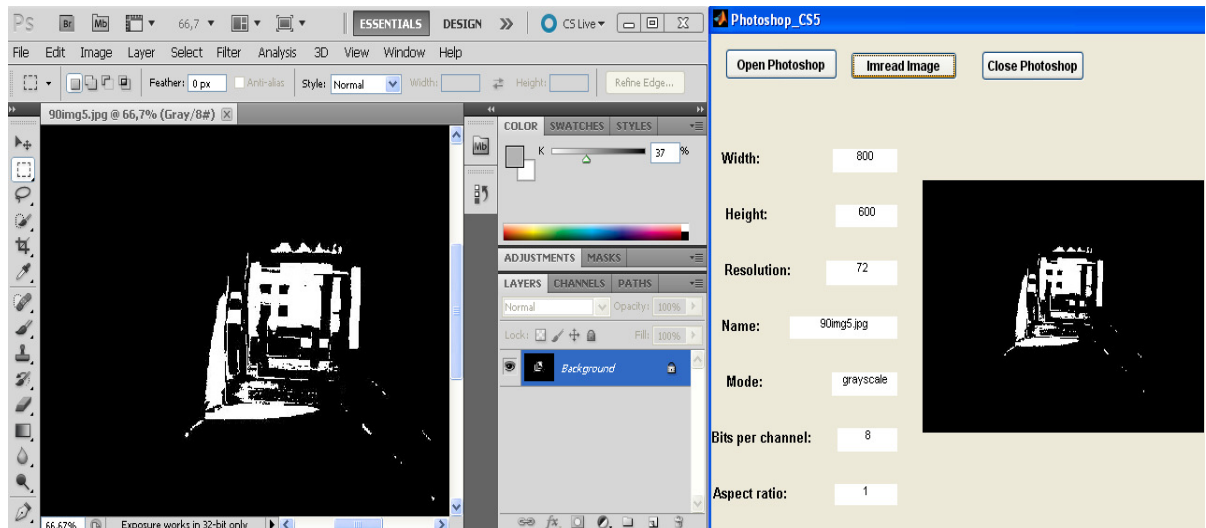 Ps Br Mb 66,7 ESSENTIALS DESIGN CS Live
File Edit Image Layer Select Filter Analysis 3D View Window Help
Feather: 0 px Anti-alias Style: Normal Width: Height: Refine Edge...
90img5.jpg @ 66,7% (Gray/8#)
Mb
COLOR SWATCHES STYLES
K 37 %
ADJUSTMENTS MASKS
LAYERS CHANNELS PATHS
Normal Opacity: 100%
Lock: Fill: 100%
Background
66,67% Exposure works in 32-bit only
fx
Photoshop_CS5
Open Photoshop Imread Image Close Photoshop
Width: 800
Height: 600
Resolution: 72
Name: 90img5.jpg
Mode: grayscale
Bits per channel: 8
Aspect ratio: 1